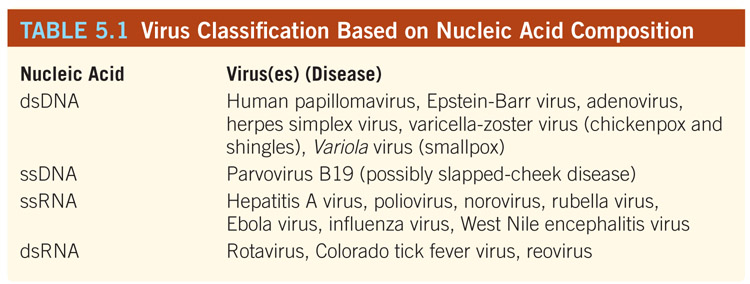 TABLE 5.1 Virus Classification Based on Nucleic Acid Composition
Nucleic Acid Virus(es) (Disease)
dsDNA Human papillomavirus, Epstein-Barr virus, adenovirus,
herpes simplex virus, varicella-zoster virus (chickenpox and
shingles), Variola virus (smallpox)
ssDNA Parvovirus B19 (possibly slapped-cheek disease)
ssRNA Hepatitis A virus, poliovirus, norovirus, rubella virus,
Ebola virus, influenza virus, West Nile encephalitis virus
dsRNA Rotavirus, Colorado tick fever virus, reovirus